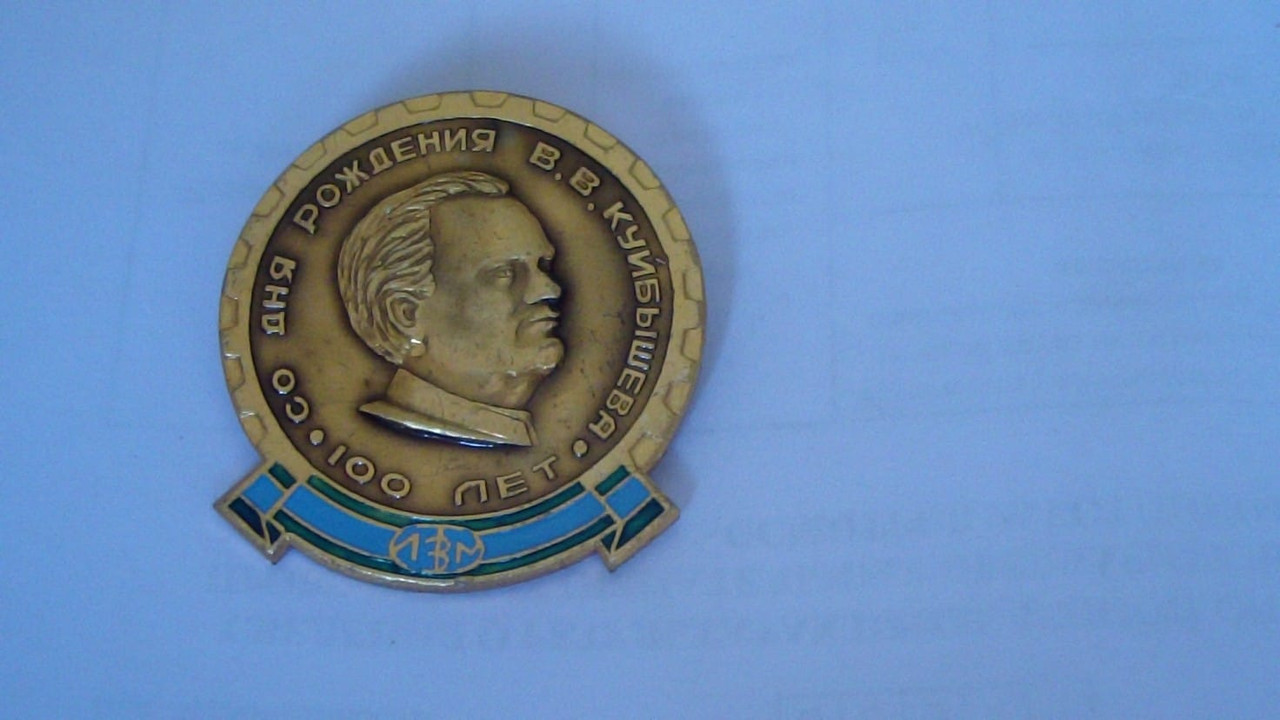 100 ЛЕТ • СО ДНЯ РОЖДЕНИЯ В. В. КУЙБЫШЕВА •
ЛЗМ